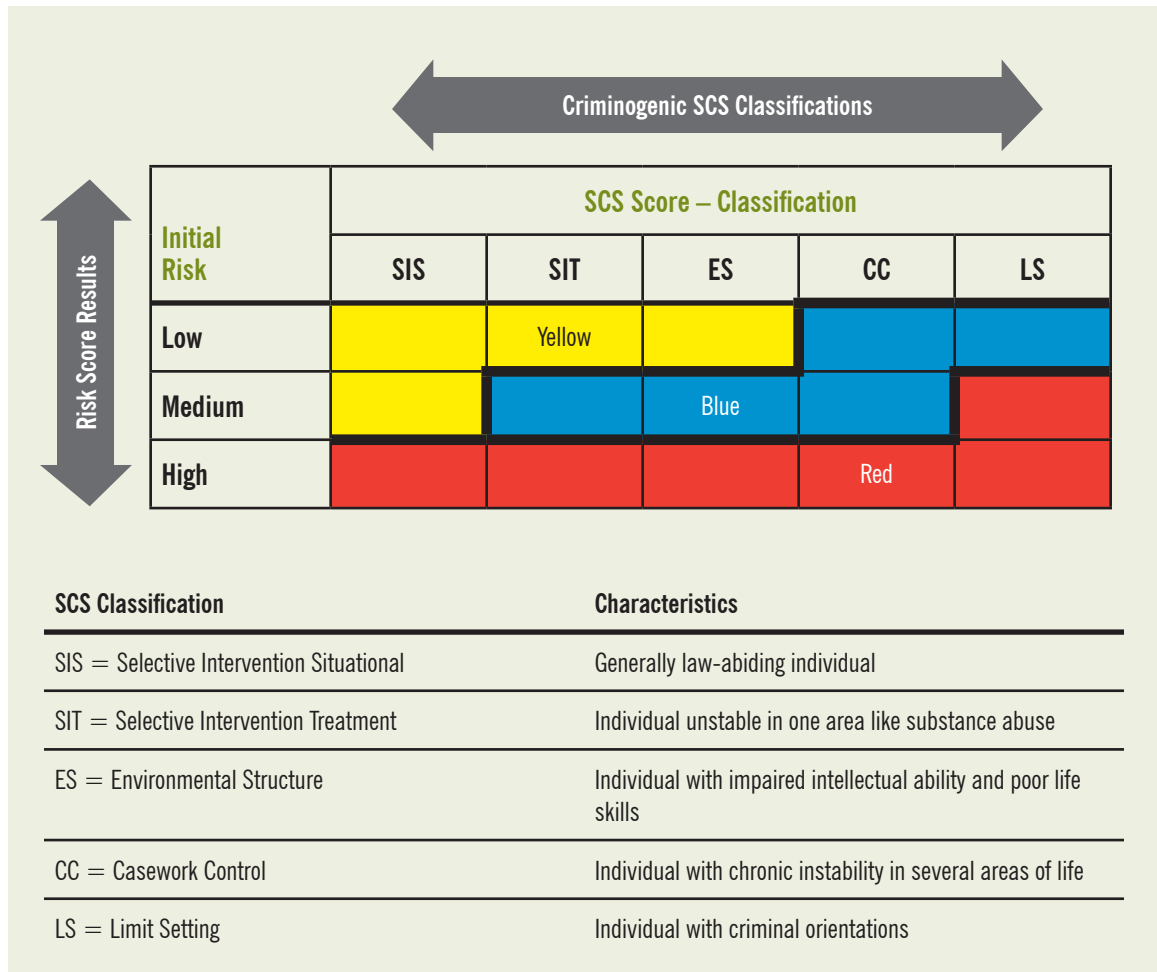 Criminogenic SCS Classifications
Risk Score Results
Initial
Risk
SCS Score – Classification
SIS SIT ES CC LS
Low Yellow
Medium Blue
High Red
SCS Classification Characteristics
SIS = Selective Intervention Situational Generally law-abiding individual
SIT = Selective Intervention Treatment Individual unstable in one area like substance abuse
ES = Environmental Structure Individual with impaired intellectual ability and poor life
skills
CC = Casework Control Individual with chronic instability in several areas of life
LS = Limit Setting Individual with criminal orientations